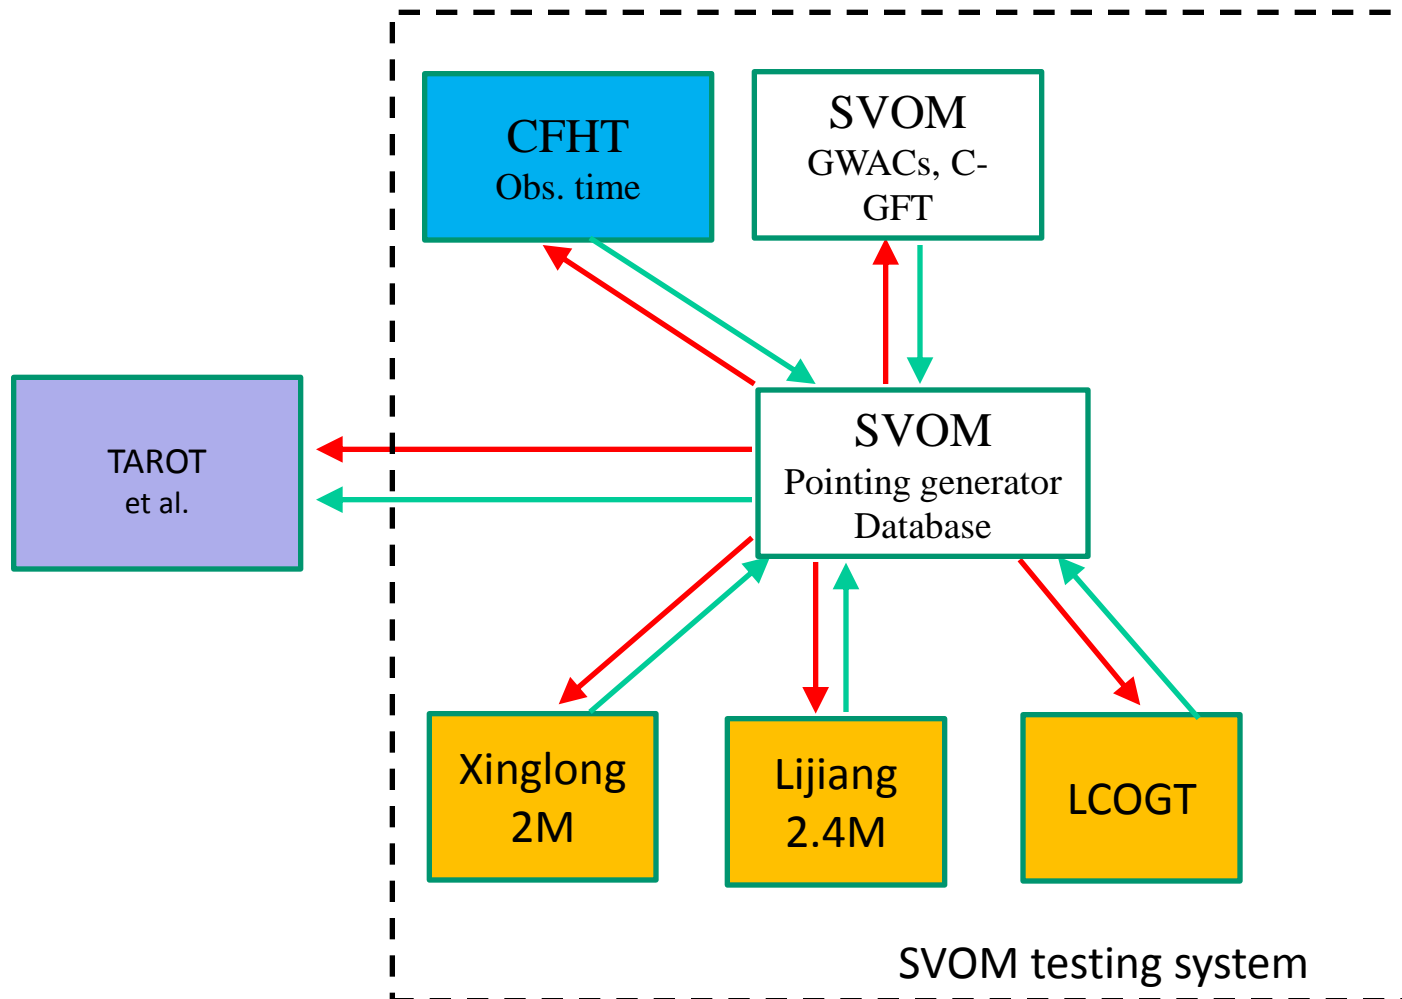 CFHT
Obs. time
SVOM
GWACs, C-
GFT
TAROT
et al.
SVOM
Pointing generator
Database
Xinglong
2M
Lijiang
2.4M
LCOGT
SVOM testing system